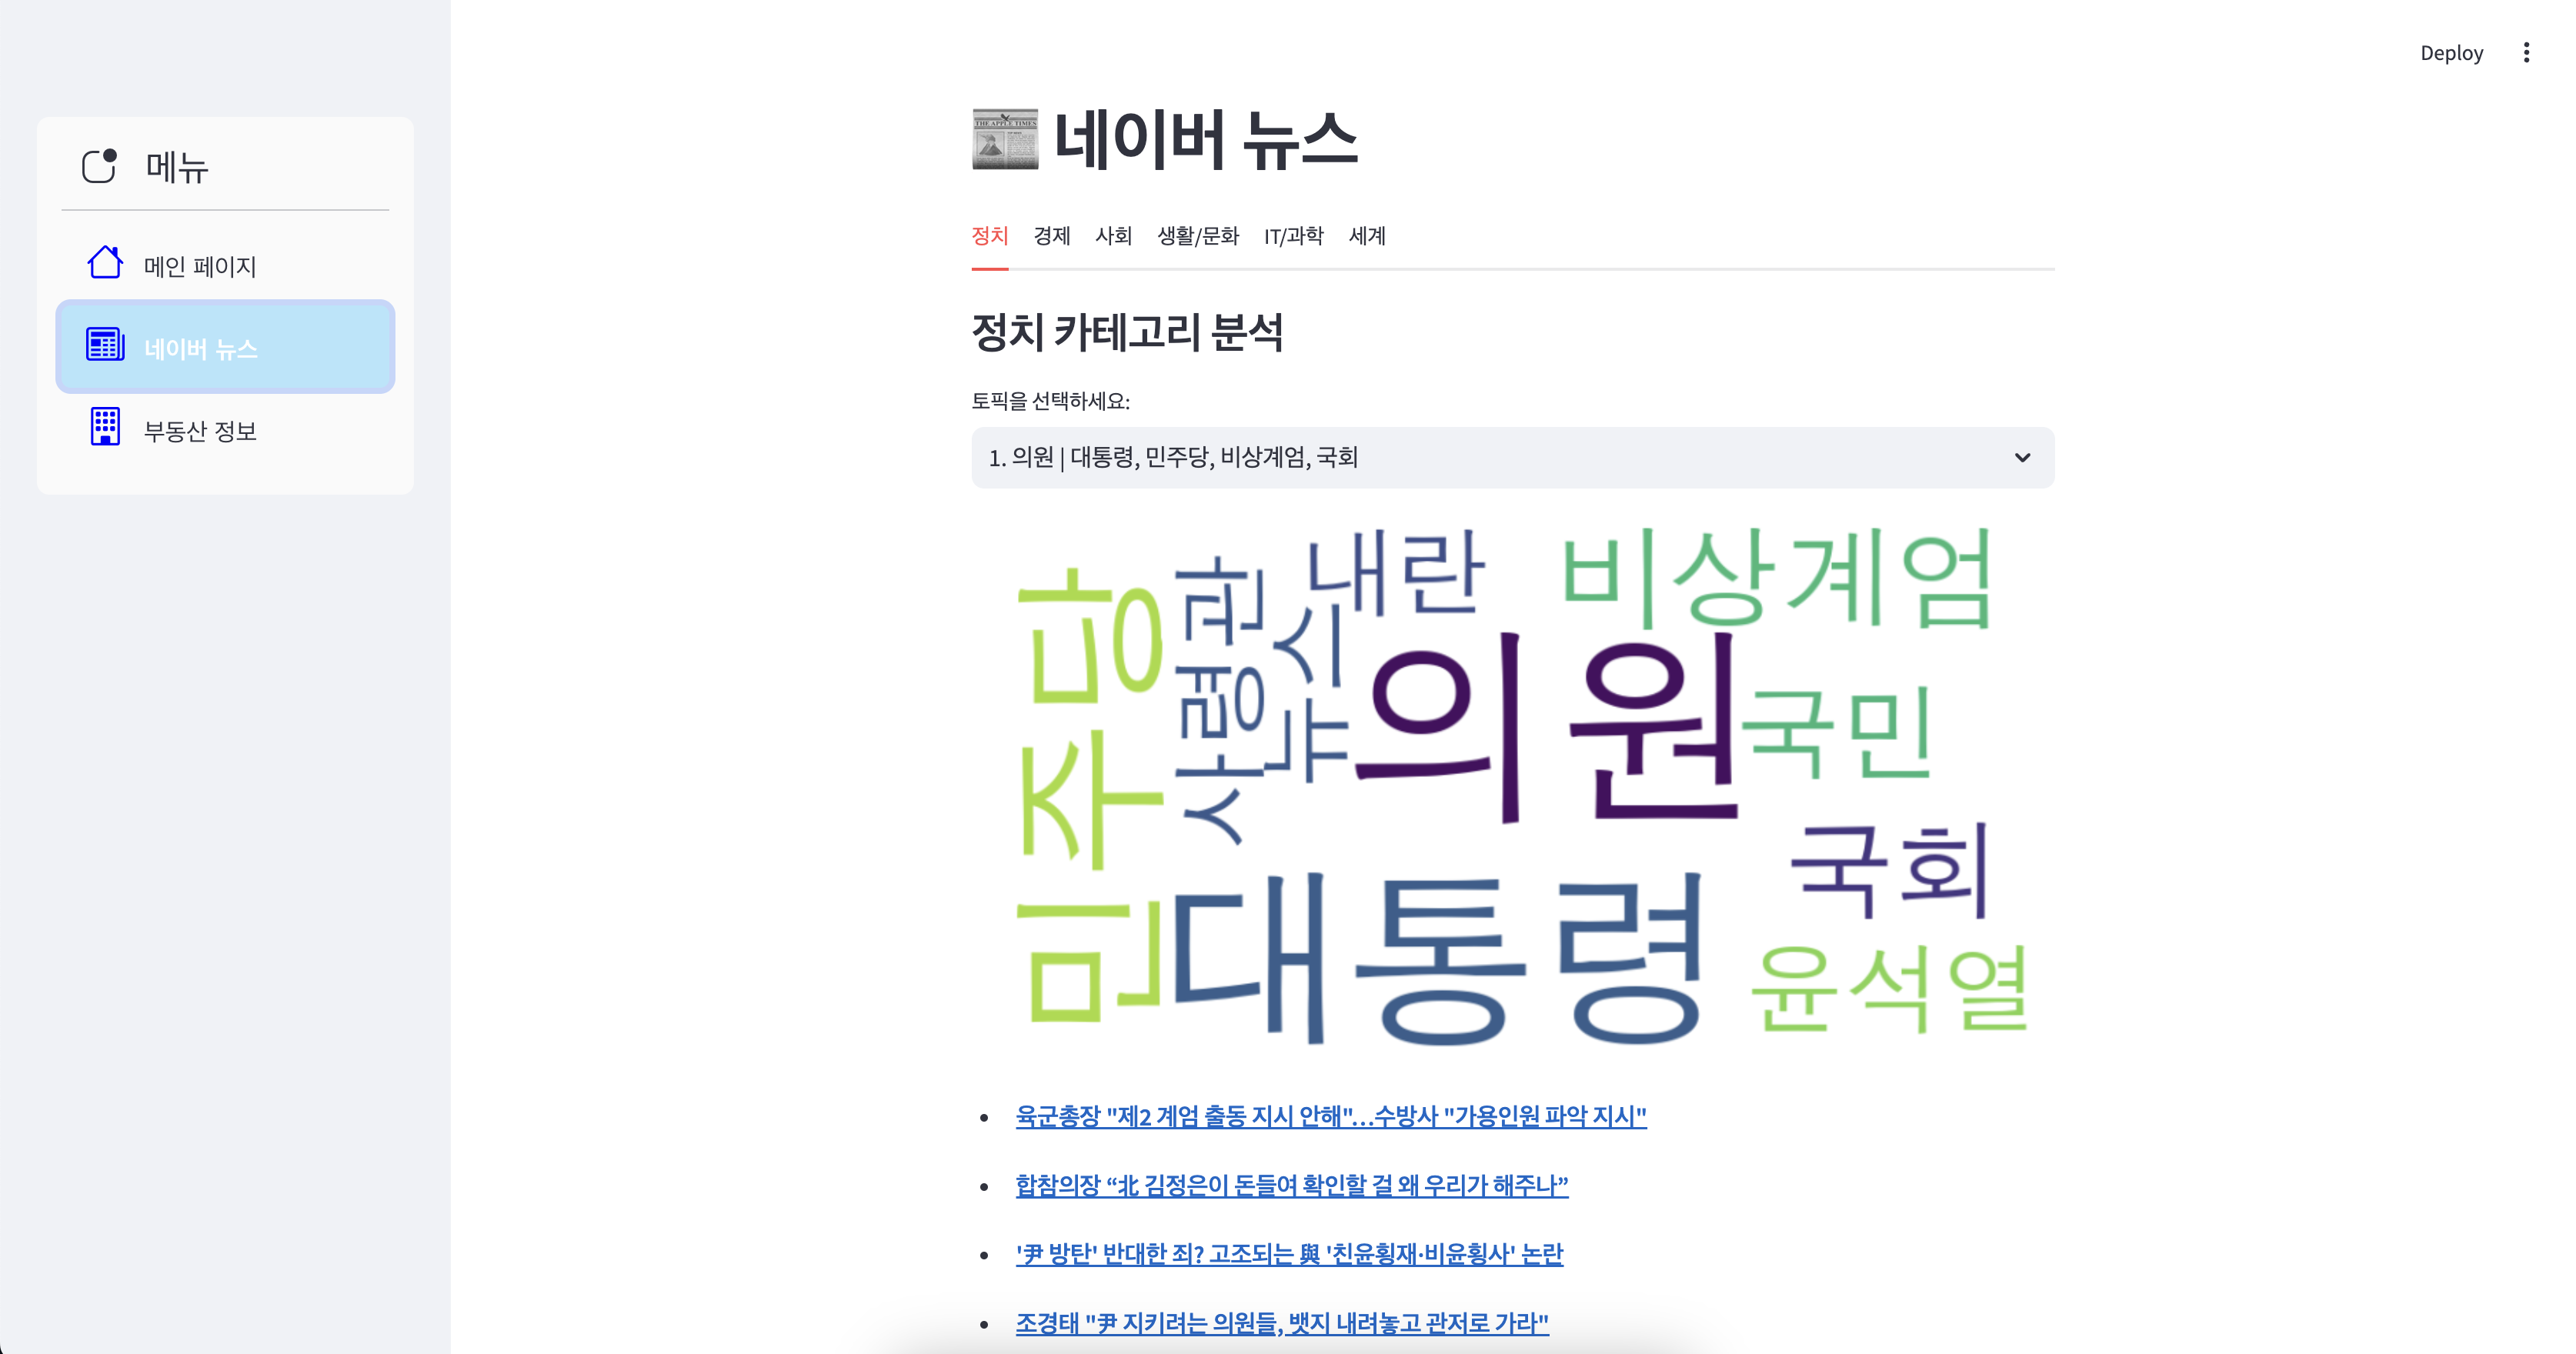 Deploy
메뉴
메인 페이지
네이버 뉴스
부동산 정보
THE APPLE TIMES
네이버 뉴스
정치 경제 사회 생활/문화 IT/과학 세계
정치 카테고리 분석
토픽을 선택하세요:
1. 의원 | 대통령, 민주당, 비상계엄, 국회
민주당
사령관
뉴스
내란
비상계엄
의원
국민
국회
대통령
윤석열
육군총장 "제2 계엄 출동 지시 안해"…수방사 "가용인원 파악 지시"
합참의장 “北 김정은이 돈들여 확인할 걸 왜 우리가 해주나”
'尹 방탄' 반대한 죄? 고조되는 與 '친윤횡재·비윤횡사' 논란
조경태 "尹 지키려는 의원들, 뱃지 내려놓고 관저로 가라"